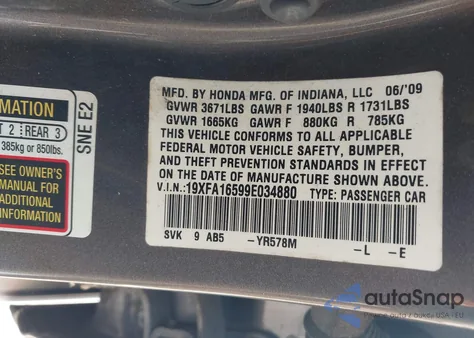 MATION
T 2 REAR 3
385kg or 850lbs.
SEE OWNER'S
MANUAL FOR
ADDITIONAL
INFORMATION
SNE E2
MFD. BY HONDA MFG. OF INDIANA, LLC 06/'09
GVWR 3671LBS GAWR F 1940LBS R 1731LBS
GVWR 1665KG GAWR F 880KG R 785KG
THIS VEHICLE CONFORMS TO ALL APPLICABLE
FEDERAL MOTOR VEHICLE SAFETY, BUMPER,
AND THEFT PREVENTION STANDARDS IN EFFECT
ON THE DATE OF MANUFACTURE SHOWN ABOVE.
V.I.N.:19XFA16599E034880 TYPE: PASSENGER CAR
SVK 9 AB5 -YR578M -L -E
autoSnap